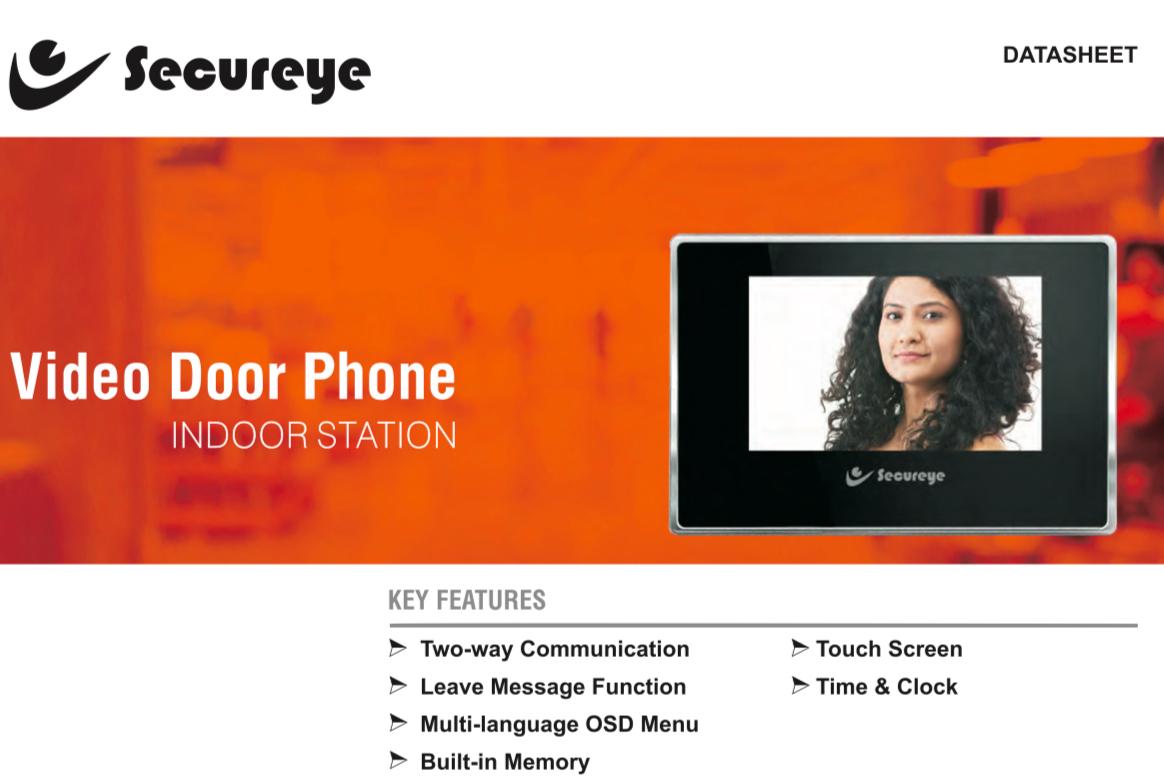 Secureye
DATASHEET
Video Door Phone
INDOOR STATION
Secureye
KEY FEATURES
Two-way Communication
Leave Message Function
Multi-language OSD Menu
Built-in Memory
Touch Screen
Time & Clock